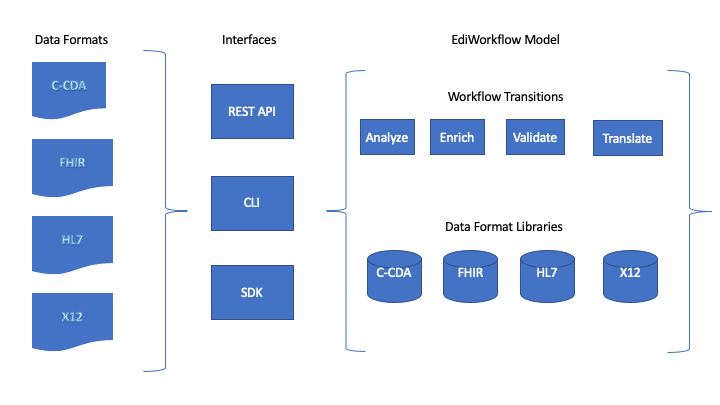 Data Formats
Interfaces
EdiWorkflow Model
C-CDA
FHIR
HL7
X12
REST API
CLI
SDK
Workflow Transitions
Analyze
Enrich
Validate
Translate
Data Format Libraries
C-CDA
FHIR
HL7
X12